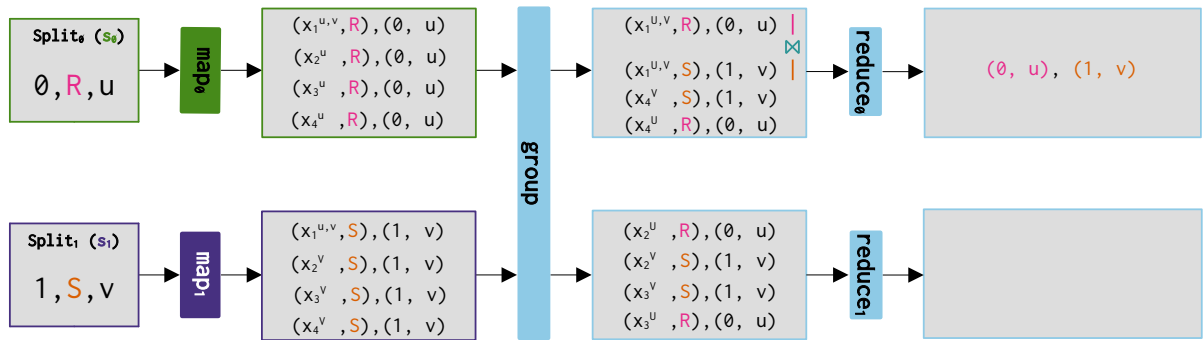 Split₀ (s₀)
0,R,u
map₀
(x₁ᵘ,ᵛ,R),(0, u)
(x₂ᵘ ,R),(0, u)
(x₃ᵘ ,R),(0, u)
(x₄ᵘ ,R),(0, u)
group
(x₁ᵁ,ⱽ,R),(0, u)
⋈
(x₁ᵁ,ⱽ,S),(1, v)
(x₄ⱽ ,S),(1, v)
(x₄ᵁ ,R),(0, u)
reduce₀
(0, u), (1, v)
Split₁ (s₁)
1,S,v
map₁
(x₁ᵘ,ᵛ,S),(1, v)
(x₂ⱽ ,S),(1, v)
(x₃ⱽ ,S),(1, v)
(x₄ⱽ ,S),(1, v)
(x₂ᵁ ,R),(0, u)
(x₂ⱽ ,S),(1, v)
(x₃ⱽ ,S),(1, v)
(x₃ᵁ ,R),(0, u)
reduce₁